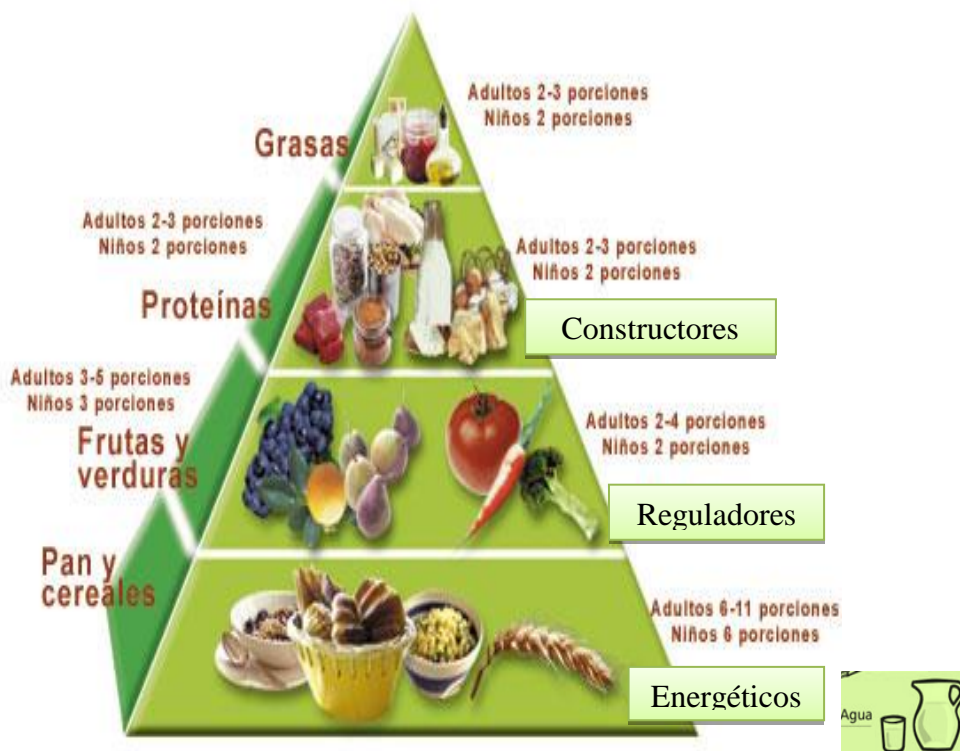 Adultos 2-3 porciones
Niños 2 porciones
Grasas
Adultos 2-3 porciones
Niños 2 porciones
Adultos 2-3 porciones
Niños 2 porciones
Proteínas
Constructores
Adultos 3-5 porciones
Niños 3 porciones
Frutas y
verduras
Adultos 2-4 porciones
Niños 2 porciones
Reguladores
Pan y
cereales
Adultos 6-11 porciones
Niños 6 porciones
Energéticos
Agua